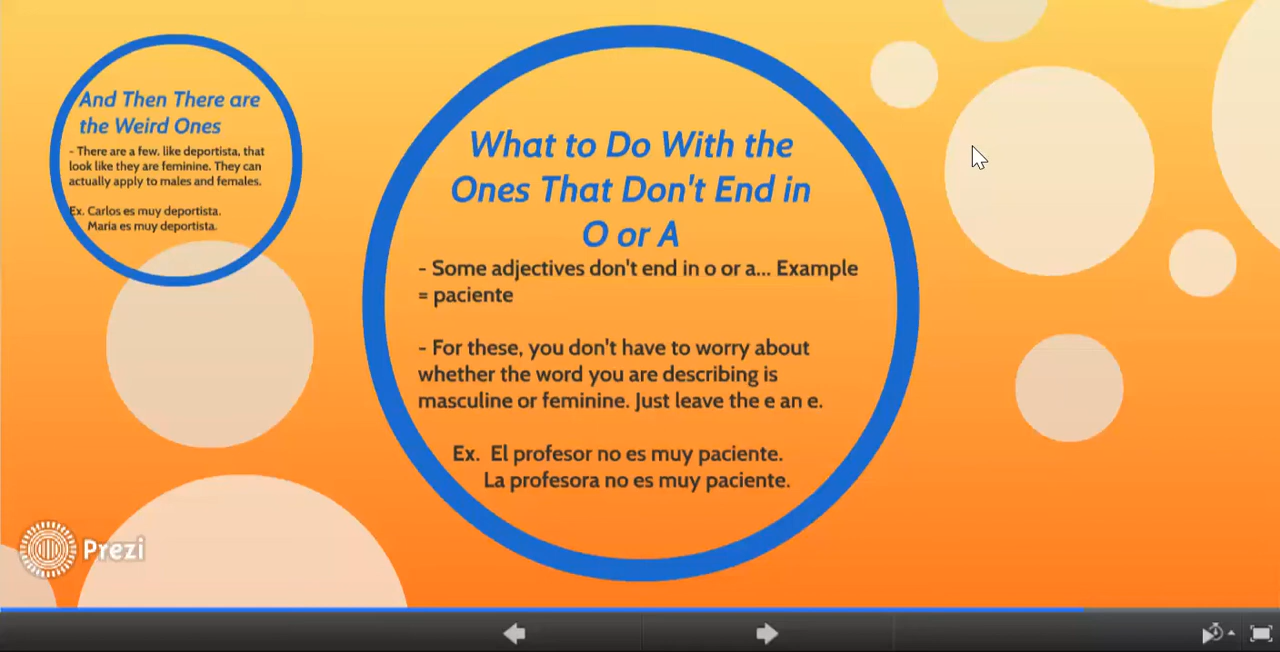 And Then There are
the Weird Ones
- There are a few, like deportista, that
look like they are feminine. They can
actually apply to males and females.
Ex. Carlos es muy deportista.
Maria es muy deportista.
What to Do With the
Ones That Don't End in
O or A
- Some adjectives don't end in o or a... Example
= paciente
- For these, you don't have to worry about
whether the word you are describing is
masculine or feminine. Just leave the e an e.
Ex. El profesor no es muy paciente.
La profesora no es muy paciente.
Prezi